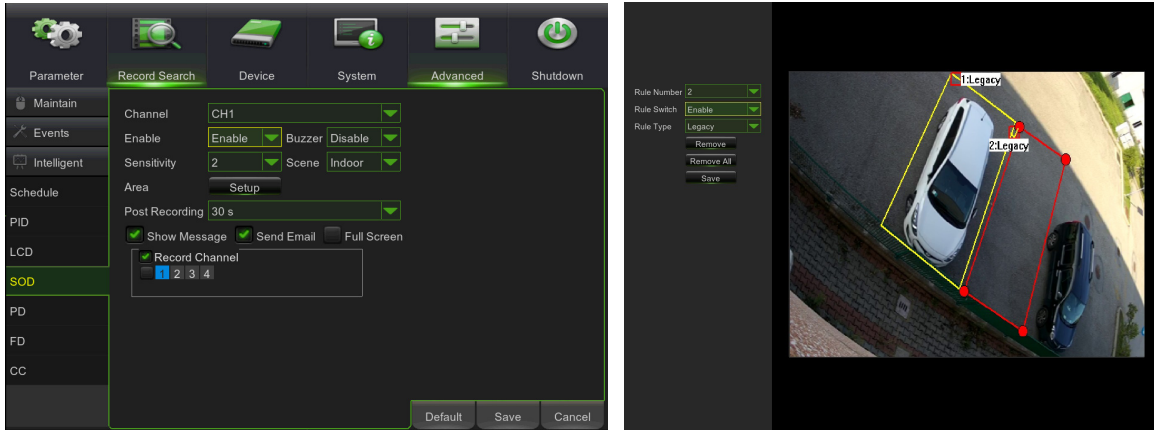 Parameter Record Search Device System Advanced Shutdown
Maintain
Events
Intelligent
Schedule
PID
LCD
SOD
PD
FD
CC
Channel CH1
Enable Enable Buzzer Disable
Sensitivity 2 Scene Indoor
Area Setup
Post Recording 30 s
Show Message Send Email Full Screen
Record Channel
1 2 3 4
Default Save Cancel
Rule Number 2
Rule Switch Enable
Rule Type Legacy
Remove
Remove All
Save
1:Legacy
2:Legacy